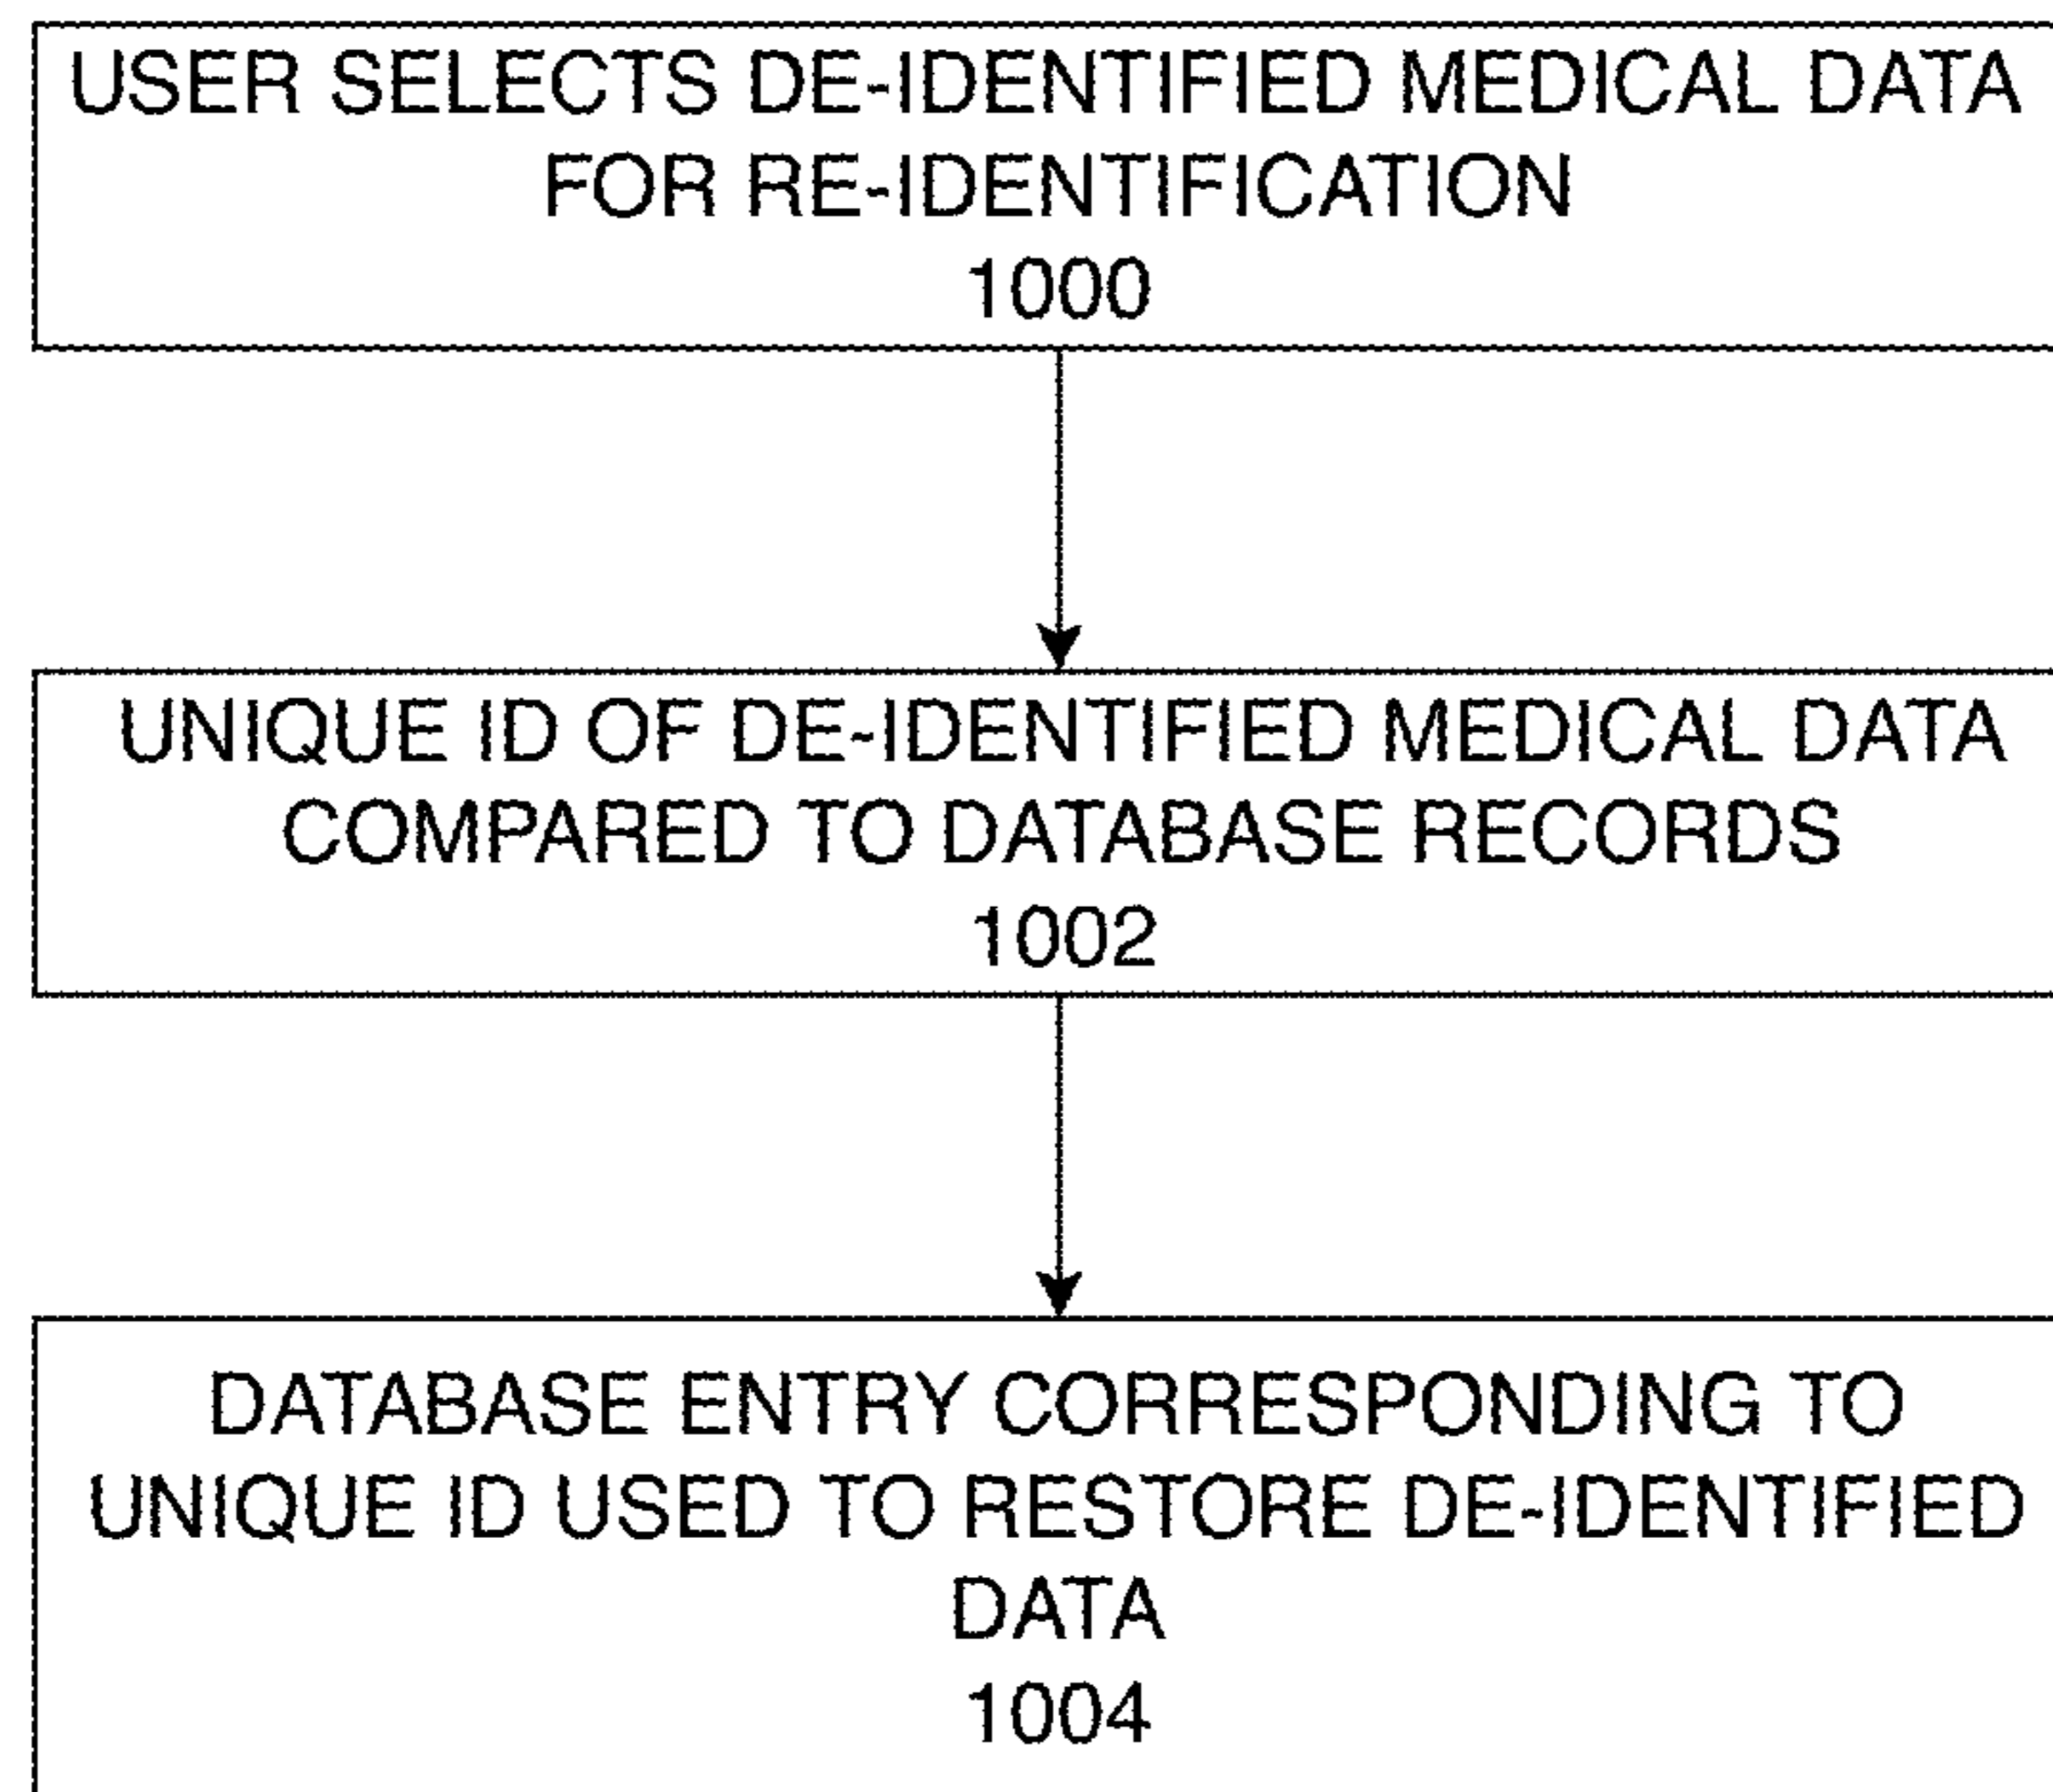 USER SELECTS DE-IDENTIFIED MEDICAL DATA
FOR RE-IDENTIFICATION
1000
UNIQUE ID OF DE-IDENTIFIED MEDICAL DATA
COMPARED TO DATABASE RECORDS
1002
DATABASE ENTRY CORRESPONDING TO
UNIQUE ID USED TO RESTORE DE-IDENTIFIED
DATA
1004